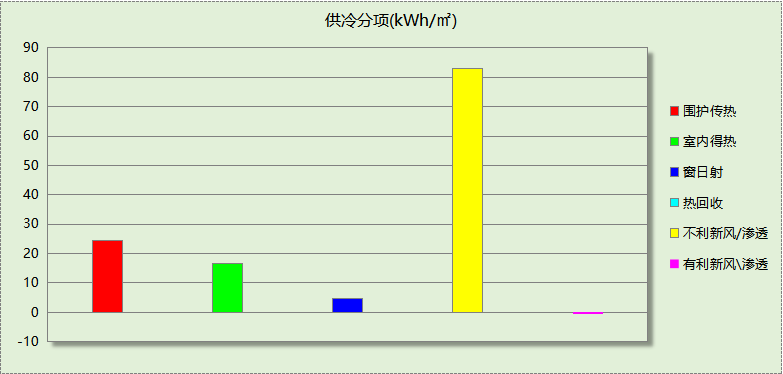 供冷分项(kWh/㎡)
90
80
70
60
50
40
30
20
10
0
-10
围护传热
室内得热
窗日射
热回收
不利新风/渗透
有利新风\渗透